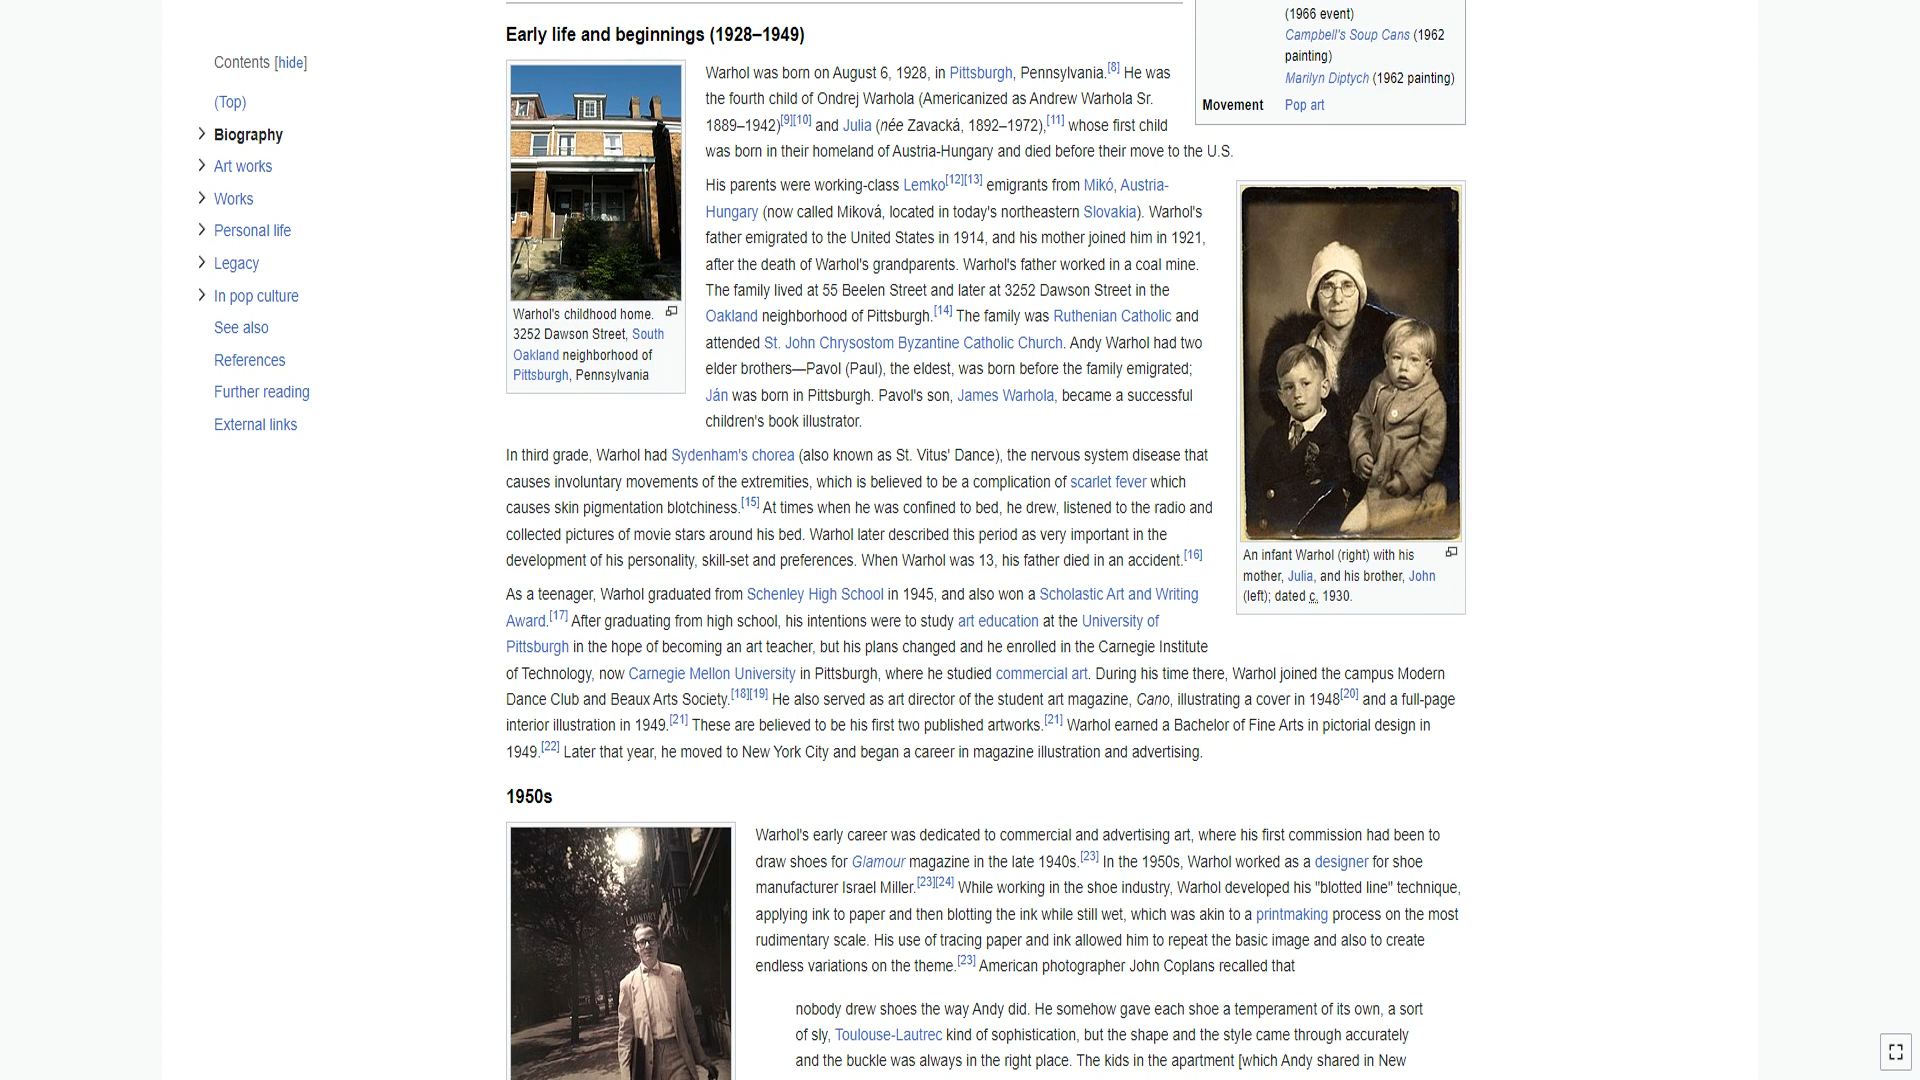 Contents [hide]
(Top)
Biography
Art works
Works
Personal life
Legacy
In pop culture
See also
References
Further reading
External links
(1966 event)
Campbell's Soup Cans (1962
painting)
Marilyn Diptych (1962 painting)
Movement Pop art
Early life and beginnings (1928–1949)
Warhol's childhood home.
3252 Dawson Street, South
Oakland neighborhood of
Pittsburgh, Pennsylvania
Warhol was born on August 6, 1928, in Pittsburgh, Pennsylvania.[8] He was
the fourth child of Ondrej Warhola (Americanized as Andrew Warhola Sr.
1889–1942)[9][10] and Julia (née Zavacká, 1892–1972),[11] whose first child
was born in their homeland of Austria-Hungary and died before their move to the U.S.
His parents were working-class Lemko[12][13] emigrants from Mikó, Austria-
Hungary (now called Miková, located in today's northeastern Slovakia). Warhol's
father emigrated to the United States in 1914, and his mother joined him in 1921,
after the death of Warhol's grandparents. Warhol's father worked in a coal mine.
The family lived at 55 Beelen Street and later at 3252 Dawson Street in the
Oakland neighborhood of Pittsburgh.[14] The family was Ruthenian Catholic and
attended St. John Chrysostom Byzantine Catholic Church. Andy Warhol had two
elder brothers—Pavol (Paul), the eldest, was born before the family emigrated;
Ján was born in Pittsburgh. Pavol's son, James Warhola, became a successful
children's book illustrator.
An infant Warhol (right) with his
mother, Julia, and his brother, John
(left); dated c. 1930.
In third grade, Warhol had Sydenham's chorea (also known as St. Vitus' Dance), the nervous system disease that
causes involuntary movements of the extremities, which is believed to be a complication of scarlet fever which
causes skin pigmentation blotchiness.[15] At times when he was confined to bed, he drew, listened to the radio and
collected pictures of movie stars around his bed. Warhol later described this period as very important in the
development of his personality, skill-set and preferences. When Warhol was 13, his father died in an accident.[16]
As a teenager, Warhol graduated from Schenley High School in 1945, and also won a Scholastic Art and Writing
Award.[17] After graduating from high school, his intentions were to study art education at the University of
Pittsburgh in the hope of becoming an art teacher, but his plans changed and he enrolled in the Carnegie Institute
of Technology, now Carnegie Mellon University in Pittsburgh, where he studied commercial art. During his time there, Warhol joined the campus Modern
Dance Club and Beaux Arts Society.[18][19] He also served as art director of the student art magazine, Cano, illustrating a cover in 1948[20] and a full-page
interior illustration in 1949.[21] These are believed to be his first two published artworks.[21] Warhol earned a Bachelor of Fine Arts in pictorial design in
1949.[22] Later that year, he moved to New York City and began a career in magazine illustration and advertising.
1950s
LAUNDRY
Warhol's early career was dedicated to commercial and advertising art, where his first commission had been to
draw shoes for Glamour magazine in the late 1940s.[23] In the 1950s, Warhol worked as a designer for shoe
manufacturer Israel Miller.[23][24] While working in the shoe industry, Warhol developed his "blotted line" technique,
applying ink to paper and then blotting the ink while still wet, which was akin to a printmaking process on the most
rudimentary scale. His use of tracing paper and ink allowed him to repeat the basic image and also to create
endless variations on the theme.[23] American photographer John Coplans recalled that
nobody drew shoes the way Andy did. He somehow gave each shoe a temperament of its own, a sort
of sly, Toulouse-Lautrec kind of sophistication, but the shape and the style came through accurately
and the buckle was always in the right place. The kids in the apartment [which Andy shared in New